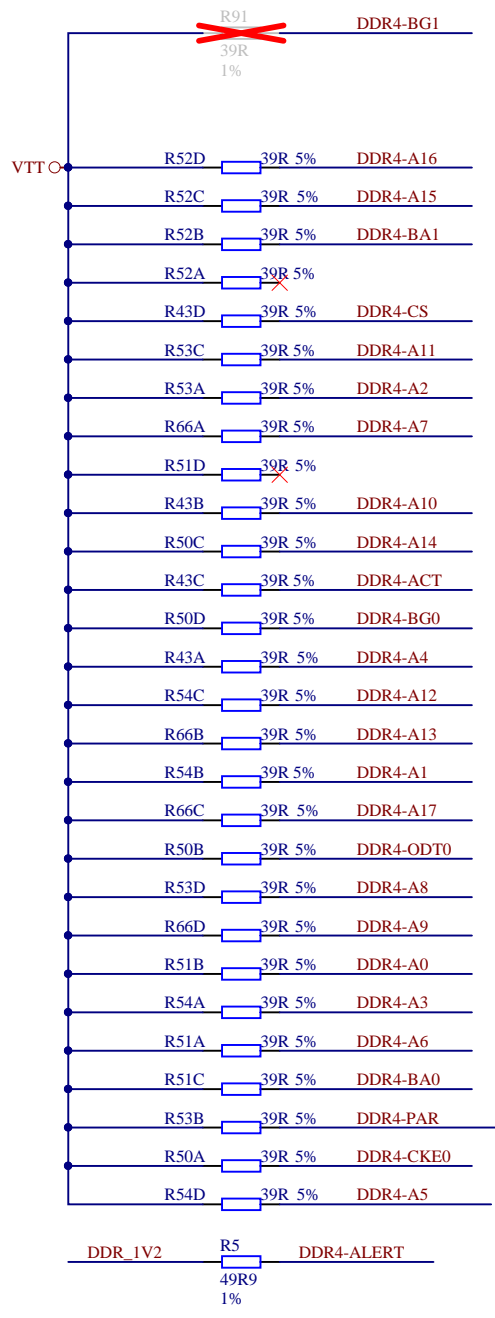 R91 DDR4-BG1
39R
1%
VTT R52D 39R 5% DDR4-A16
R52C 39R 5% DDR4-A15
R52B 39R 5% DDR4-BA1
R52A 39R 5%
R43D 39R 5% DDR4-CS
R53C 39R 5% DDR4-A11
R53A 39R 5% DDR4-A2
R66A 39R 5% DDR4-A7
R51D 39R 5%
R43B 39R 5% DDR4-A10
R50C 39R 5% DDR4-A14
R43C 39R 5% DDR4-ACT
R50D 39R 5% DDR4-BG0
R43A 39R 5% DDR4-A4
R54C 39R 5% DDR4-A12
R66B 39R 5% DDR4-A13
R54B 39R 5% DDR4-A1
R66C 39R 5% DDR4-A17
R50B 39R 5% DDR4-ODT0
R53D 39R 5% DDR4-A8
R66D 39R 5% DDR4-A9
R51B 39R 5% DDR4-A0
R54A 39R 5% DDR4-A3
R51A 39R 5% DDR4-A6
R51C 39R 5% DDR4-BA0
R53B 39R 5% DDR4-PAR
R50A 39R 5% DDR4-CKE0
R54D 39R 5% DDR4-A5
DDR_1V2 R5 DDR4-ALERT
49R9
1%